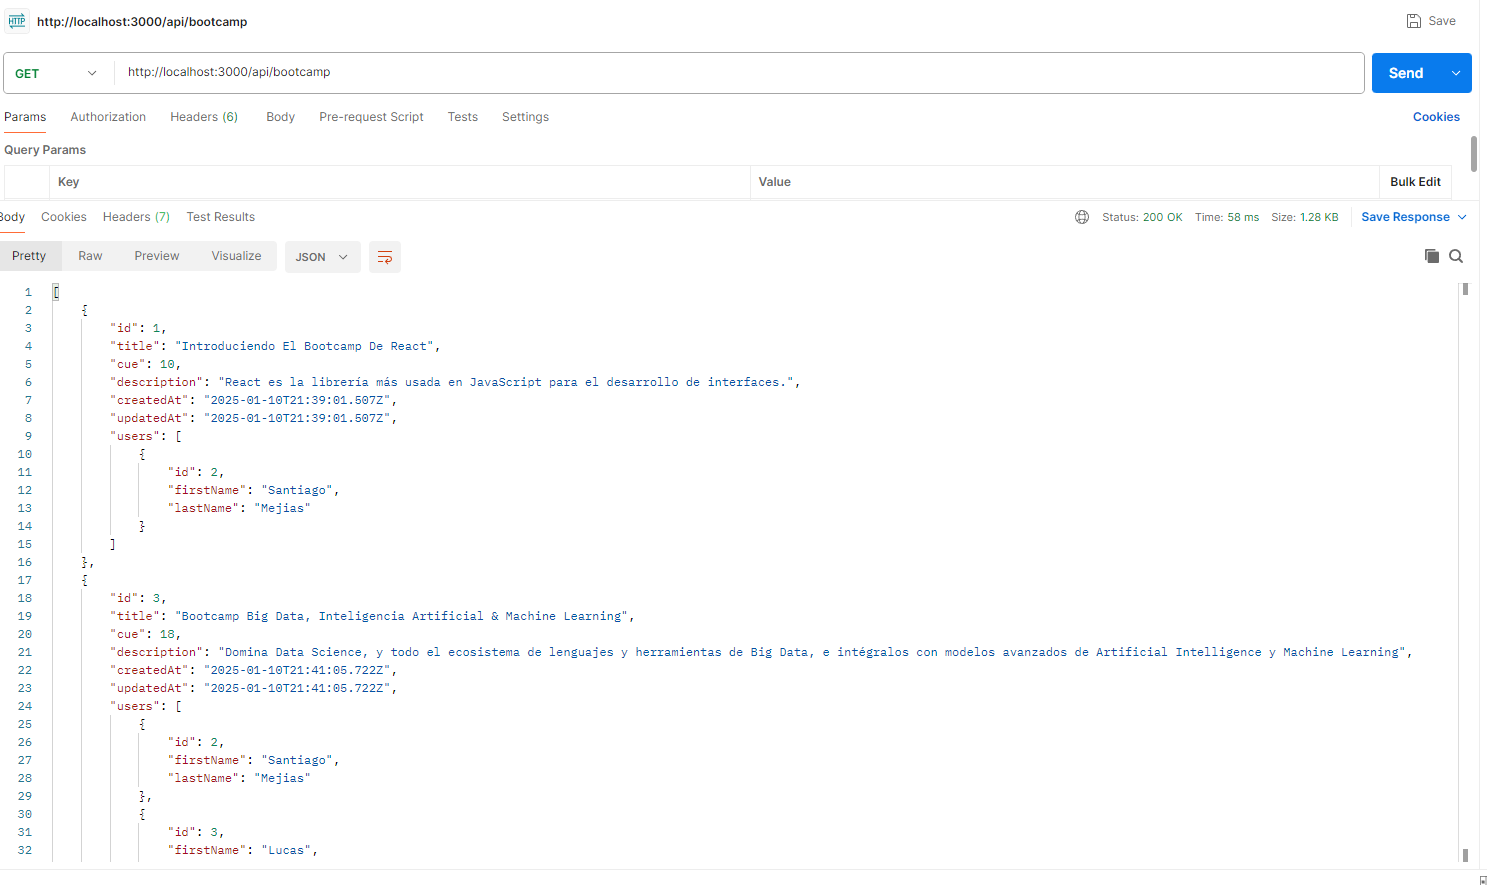 HTTP http://localhost:3000/api/bootcamp Save
GET http://localhost:3000/api/bootcamp Send
Params Authorization Headers (6) Body Pre-request Script Tests Settings Cookies
Query Params
Key Value Bulk Edit
Body Cookies Headers (7) Test Results Status: 200 OK Time: 58 ms Size: 1.28 KB Save Response
Pretty Raw Preview Visualize JSON
1 [
2 {
3 "id": 1,
4 "title": "Introduciendo El Bootcamp De React",
5 "cue": 10,
6 "description": "React es la librería más usada en JavaScript para el desarrollo de interfaces.",
7 "createdAt": "2025-01-10T21:39:01.507Z",
8 "updatedAt": "2025-01-10T21:39:01.507Z",
9 "users": [
10 {
11 "id": 2,
12 "firstName": "Santiago",
13 "lastName": "Mejias"
14 }
15 ]
16 },
17 {
18 "id": 3,
19 "title": "Bootcamp Big Data, Inteligencia Artificial & Machine Learning",
20 "cue": 18,
21 "description": "Domina Data Science, y todo el ecosistema de lenguajes y herramientas de Big Data, e intégralos con modelos avanzados de Artificial Intelligence y Machine Learning",
22 "createdAt": "2025-01-10T21:41:05.722Z",
23 "updatedAt": "2025-01-10T21:41:05.722Z",
24 "users": [
25 {
26 "id": 2,
27 "firstName": "Santiago",
28 "lastName": "Mejias"
29 },
30 {
31 "id": 3,
32 "firstName": "Lucas",